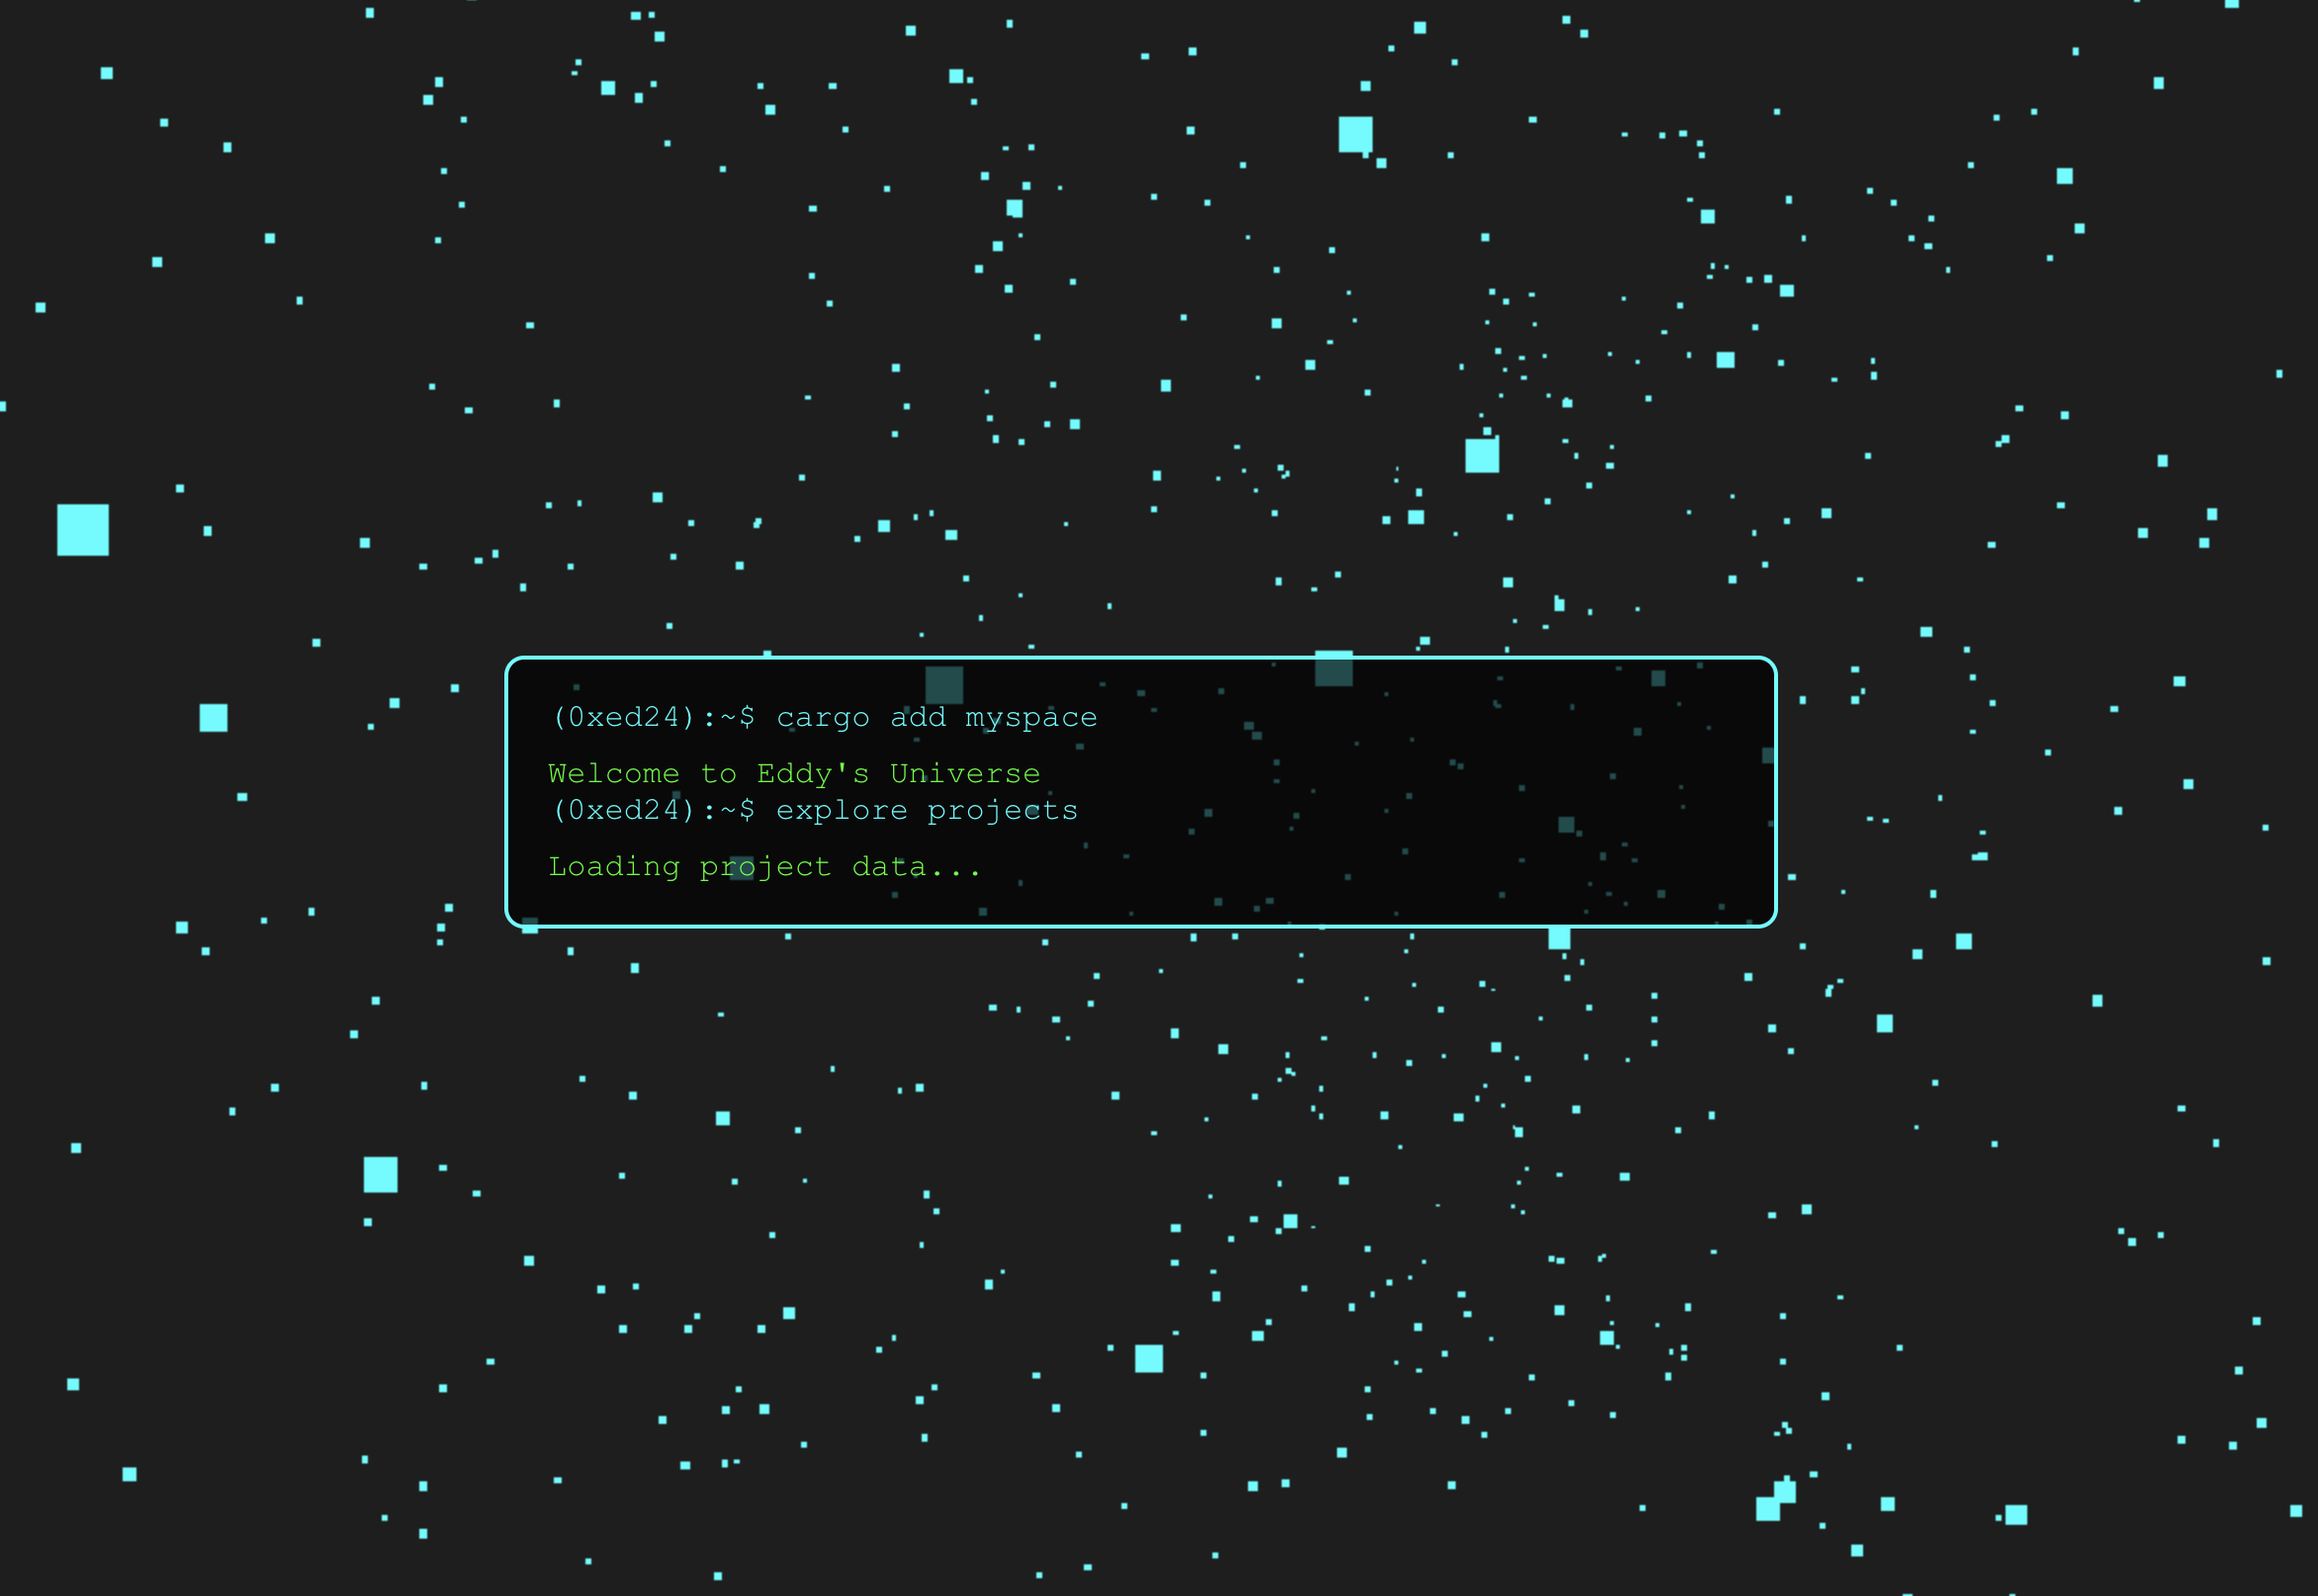 (0xed24):~$ cargo add myspace
Welcome to Eddy's Universe
(0xed24):~$ explore projects
Loading project data...